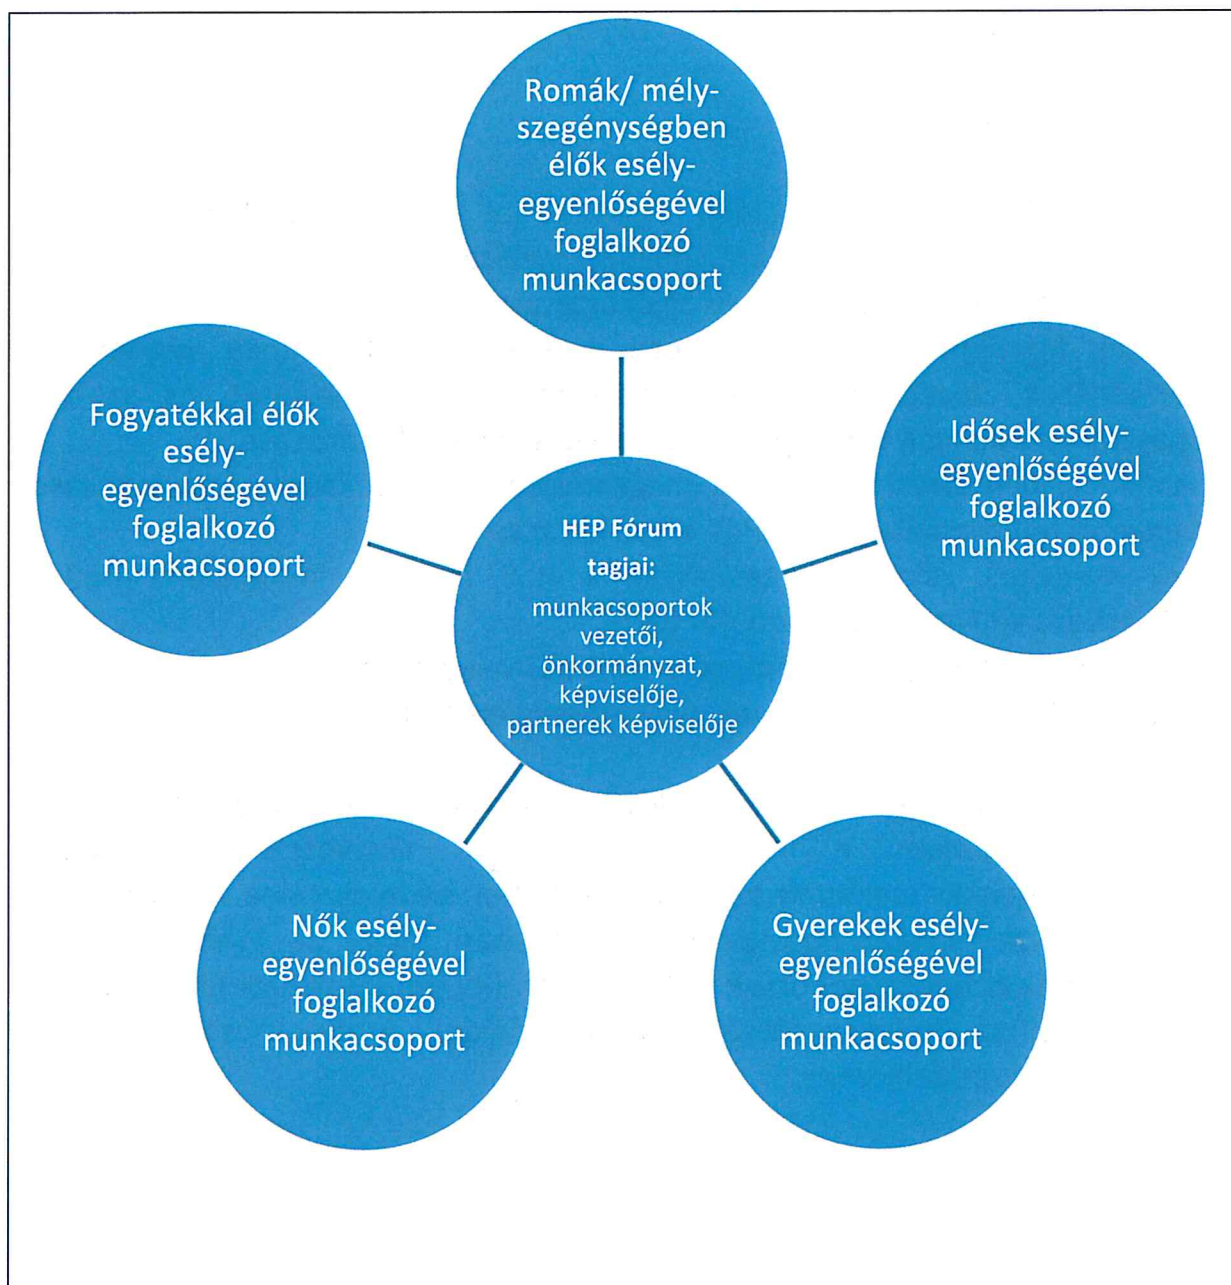 Romák/ mély-
szegénységben
élők esély-
egyenlőségével
foglalkozó
munkacsoport
Fogyatékkal élők
esély-
egyenlőségével
foglalkozó
munkacsoport
Idősek esély-
egyenlőségével
foglalkozó
munkacsoport
HEP Fórum
tagjai:
munkacsoportok
vezetői,
önkormányzat,
képviselője,
partnerek képviselője
Nők esély-
egyenlőségével
foglalkozó
munkacsoport
Gyerekek esély-
egyenlőségével
foglalkozó
munkacsoport